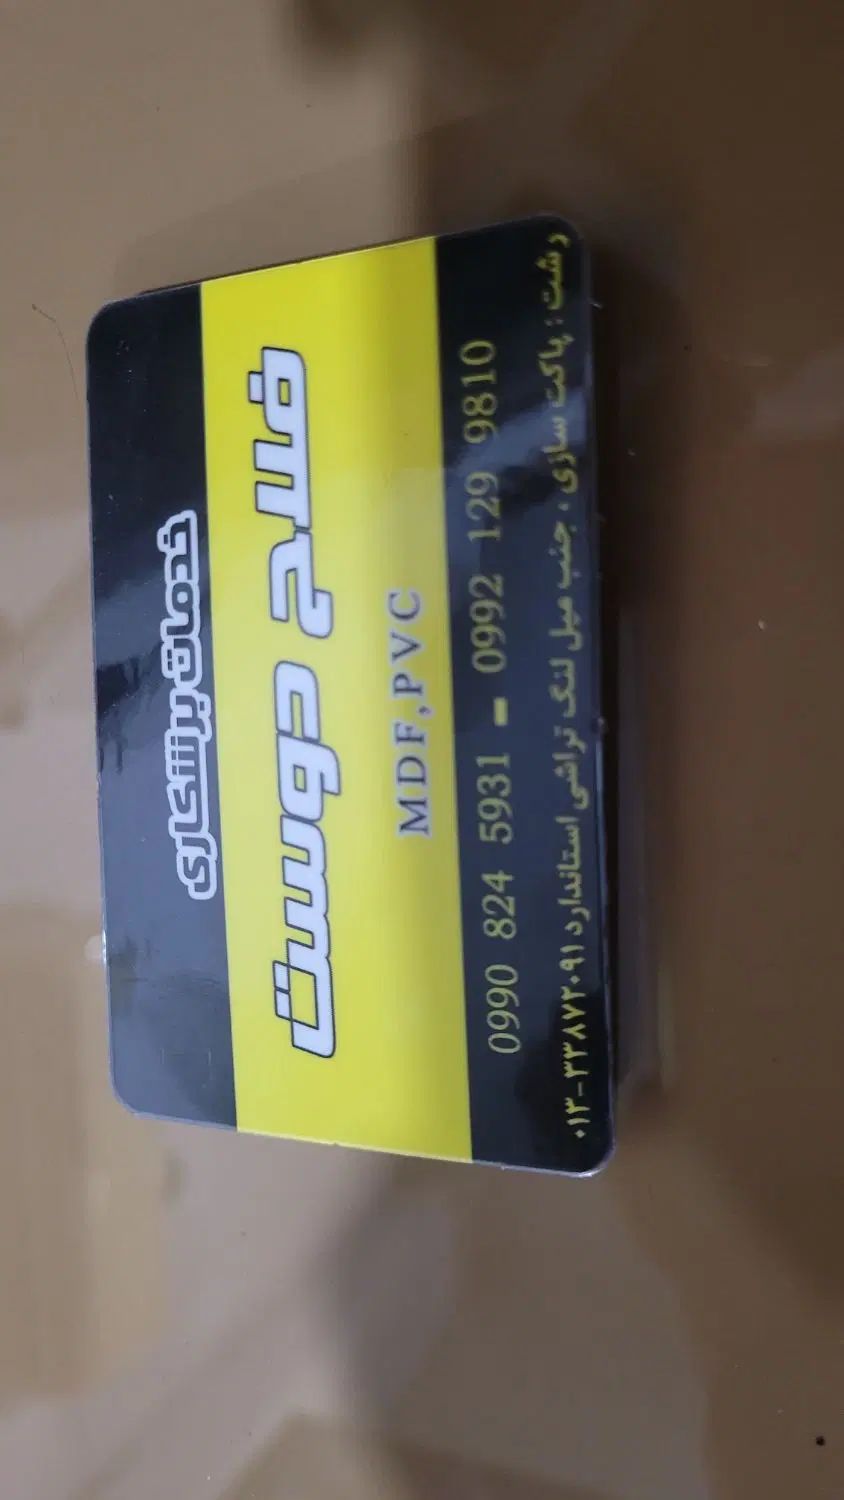 خدمات برشکاری
فلاح دوست
MDF,PVC
0990 824 5931 - 0992 129 9810
رشت : پاکت سازی ، جنب میل لنگ تراشی استاندارد ۰۱۳-۳۳۸۷۲۰۹۱